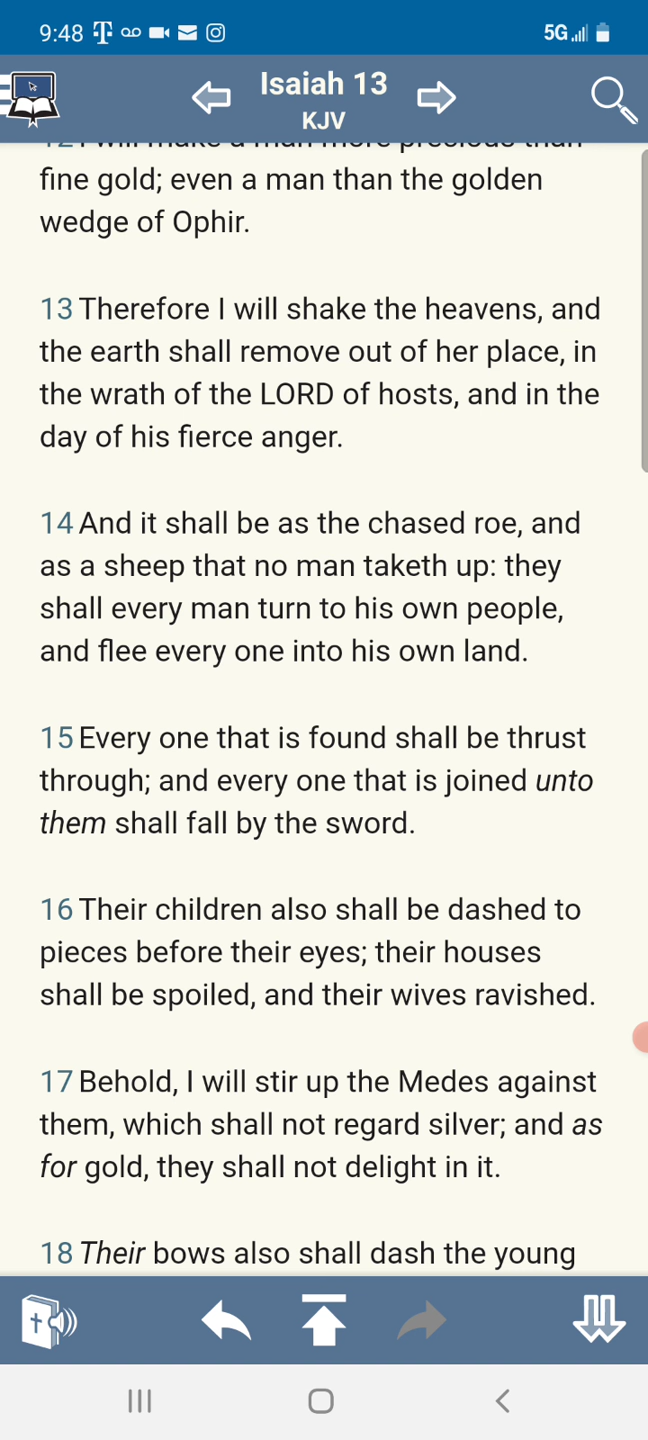 9:48
5G
Isaiah 13
KJV
12 I will make a man more precious than
fine gold; even a man than the golden
wedge of Ophir.
13 Therefore I will shake the heavens, and
the earth shall remove out of her place, in
the wrath of the LORD of hosts, and in the
day of his fierce anger.
14 And it shall be as the chased roe, and
as a sheep that no man taketh up: they
shall every man turn to his own people,
and flee every one into his own land.
15 Every one that is found shall be thrust
through; and every one that is joined unto
them shall fall by the sword.
16 Their children also shall be dashed to
pieces before their eyes; their houses
shall be spoiled, and their wives ravished.
17 Behold, I will stir up the Medes against
them, which shall not regard silver; and as
for gold, they shall not delight in it.
18 Their bows also shall dash the young